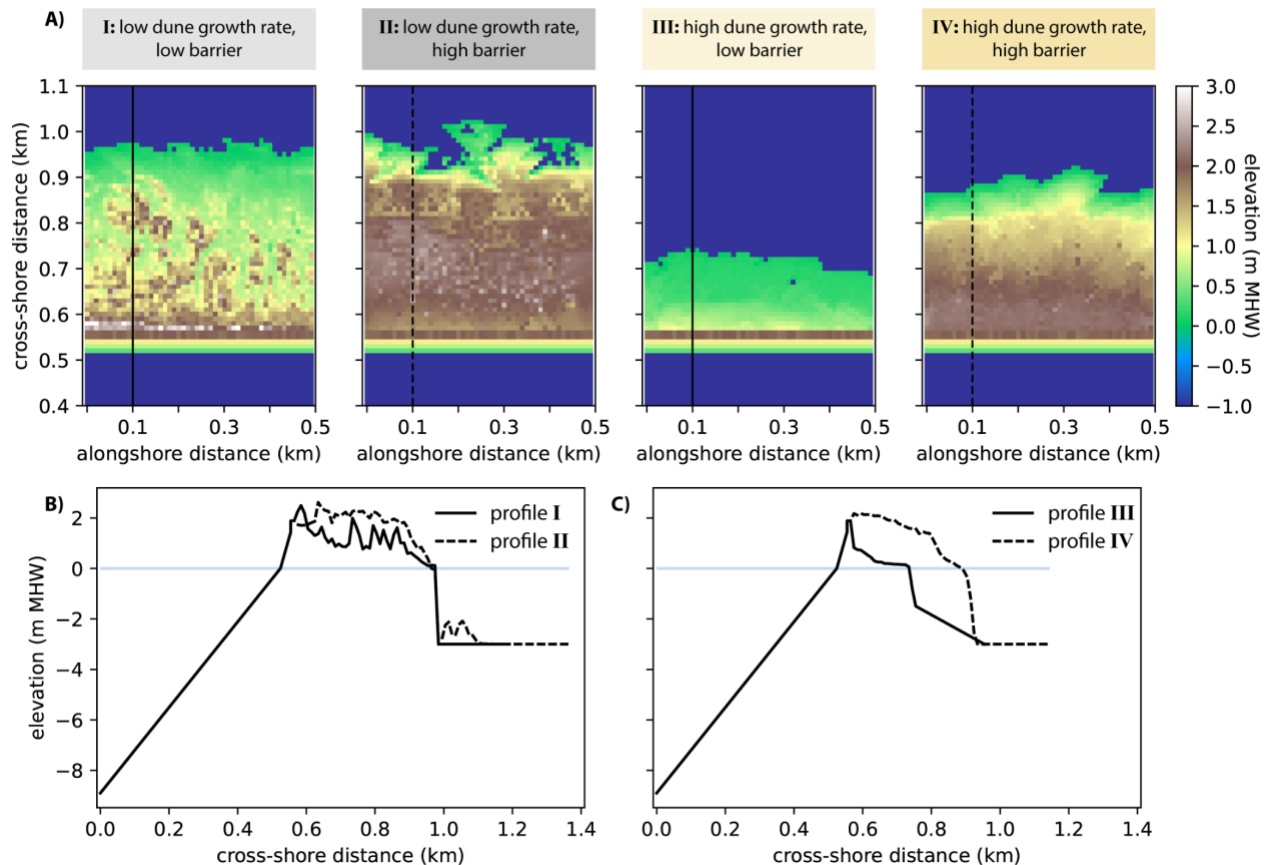 A)
I: low dune growth rate,
low barrier
II: low dune growth rate,
high barrier
III: high dune growth rate,
low barrier
IV: high dune growth rate,
high barrier
cross-shore distance (km)
1.1
1.0
0.9
0.8
0.7
0.6
0.5
0.4
0.1 0.3 0.5
alongshore distance (km)
0.1 0.3 0.5
alongshore distance (km)
0.1 0.3 0.5
alongshore distance (km)
0.1 0.3 0.5
alongshore distance (km)
3.0
2.5
2.0
1.5
1.0
0.5
0.0
−0.5
−1.0
elevation (m MHW)
B)
profile I
profile II
elevation (m MHW)
2
0
−2
−4
−6
−8
0.0 0.2 0.4 0.6 0.8 1.0 1.2 1.4
cross-shore distance (km)
C)
profile III
profile IV
0.0 0.2 0.4 0.6 0.8 1.0 1.2 1.4
cross-shore distance (km)